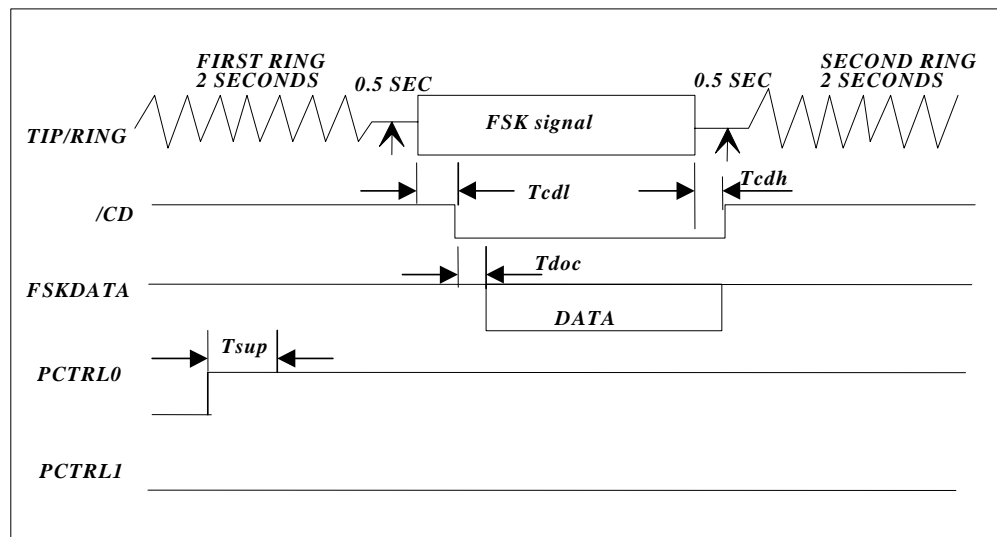 FIRST RING
2 SECONDS
0.5 SEC
0.5 SEC
SECOND RING
2 SECONDS
TIP/RING
FSK signal
Tcdl
Tcdh
/CD
Tdoc
FSKDATA
DATA
Tsup
PCTRL0
PCTRL1